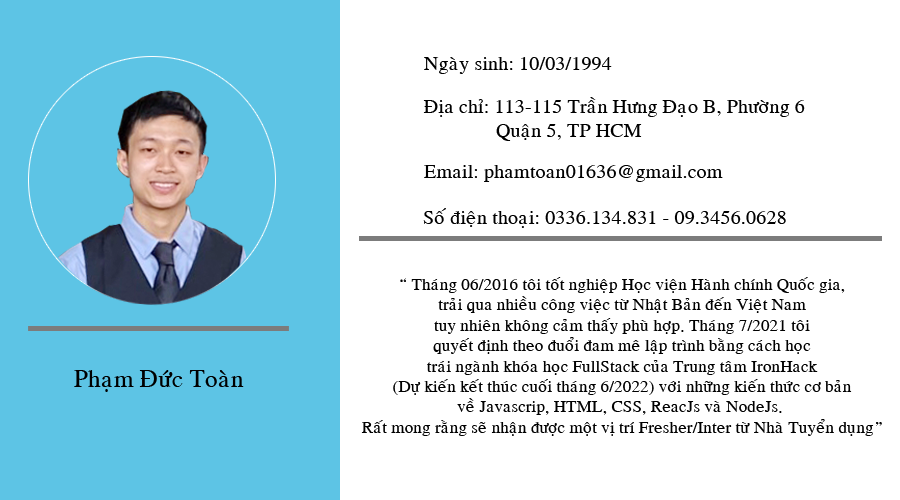 Phạm Đức Toàn
Ngày sinh: 10/03/1994
Địa chỉ: 113-115 Trần Hưng Đạo B, Phường 6
Quận 5, TP HCM
Email: phamtoan01636@gmail.com
Số điện thoại: 0336.134.831 - 09.3456.0628
“ Tháng 06/2016 tôi tốt nghiệp Học viện Hành chính Quốc gia,
trải qua nhiều công việc từ Nhật Bản đến Việt Nam
tuy nhiên không cảm thấy phù hợp. Tháng 7/2021 tôi
quyết định theo đuổi đam mê lập trình bằng cách học
trái ngành khóa học FullStack của Trung tâm IronHack
(Dự kiến kết thúc cuối tháng 6/2022) với những kiến thức cơ bản
về Javascrip, HTML, CSS, ReacJs và NodeJs.
Rất mong rằng sẽ nhận được một vị trí Fresher/Inter từ Nhà Tuyển dụng”